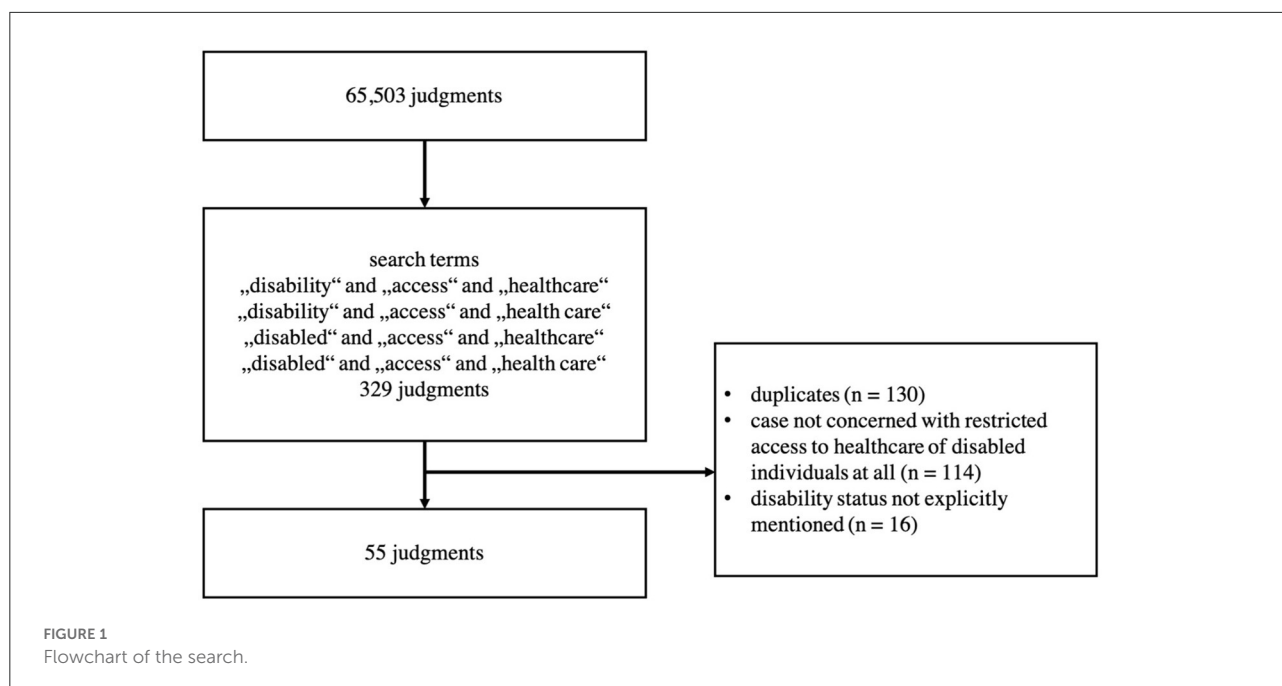 65,503 judgments
search terms
„disability“ and „access“ and „healthcare“
„disability“ and „access“ and „health care“
„disabled“ and „access“ and „healthcare“
„disabled“ and „access“ and „health care“
329 judgments
• duplicates (n = 130)
• case not concerned with restricted
access to healthcare of disabled
individuals at all (n = 114)
• disability status not explicitly
mentioned (n = 16)
55 judgments
FIGURE 1
Flowchart of the search.